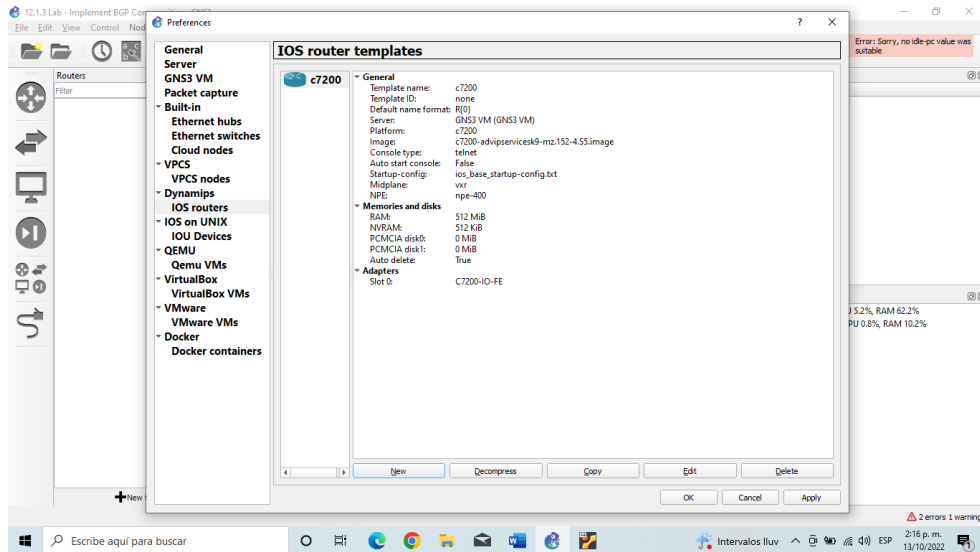 12.1.3 Lab - Implement BGP Com
File Edit View Control Nod
Routers
Filter
New
Preferences
?
General
Server
GNS3 VM
Packet capture
Built-in
Ethernet hubs
Ethernet switches
Cloud nodes
VPCS
VPCS nodes
Dynamips
IOS routers
IOS on UNIX
IOU Devices
QEMU
Qemu VMs
VirtualBox
VirtualBox VMs
VMware
VMware VMs
Docker
Docker containers
IOS router templates
c7200
General
Template name: c7200
Template ID: none
Default name format: R{0}
Server: GNS3 VM (GNS3 VM)
Platform: c7200
Image: c7200-advipservicesk9-mz.152-4.S5.image
Console type: telnet
Auto start console: False
Startup-config: ios_base_startup-config.txt
Midplane: vxr
NPE: npe-400
Memories and disks
RAM: 512 MiB
NVRAM: 512 KiB
PCMCIA disk0: 0 MiB
PCMCIA disk1: 0 MiB
Auto delete: True
Adapters
Slot 0: C7200-IO-FE
New Decompress Copy Edit Delete
OK Cancel Apply
Error: Sorry, no idle-pc value was
suitable
J 5.2%, RAM 62.2%
PU 0.8%, RAM 10.2%
2 errors 1 warning
Escribe aquí para buscar
Intervalos lluv
ESP
2:16 p. m.
13/10/2022